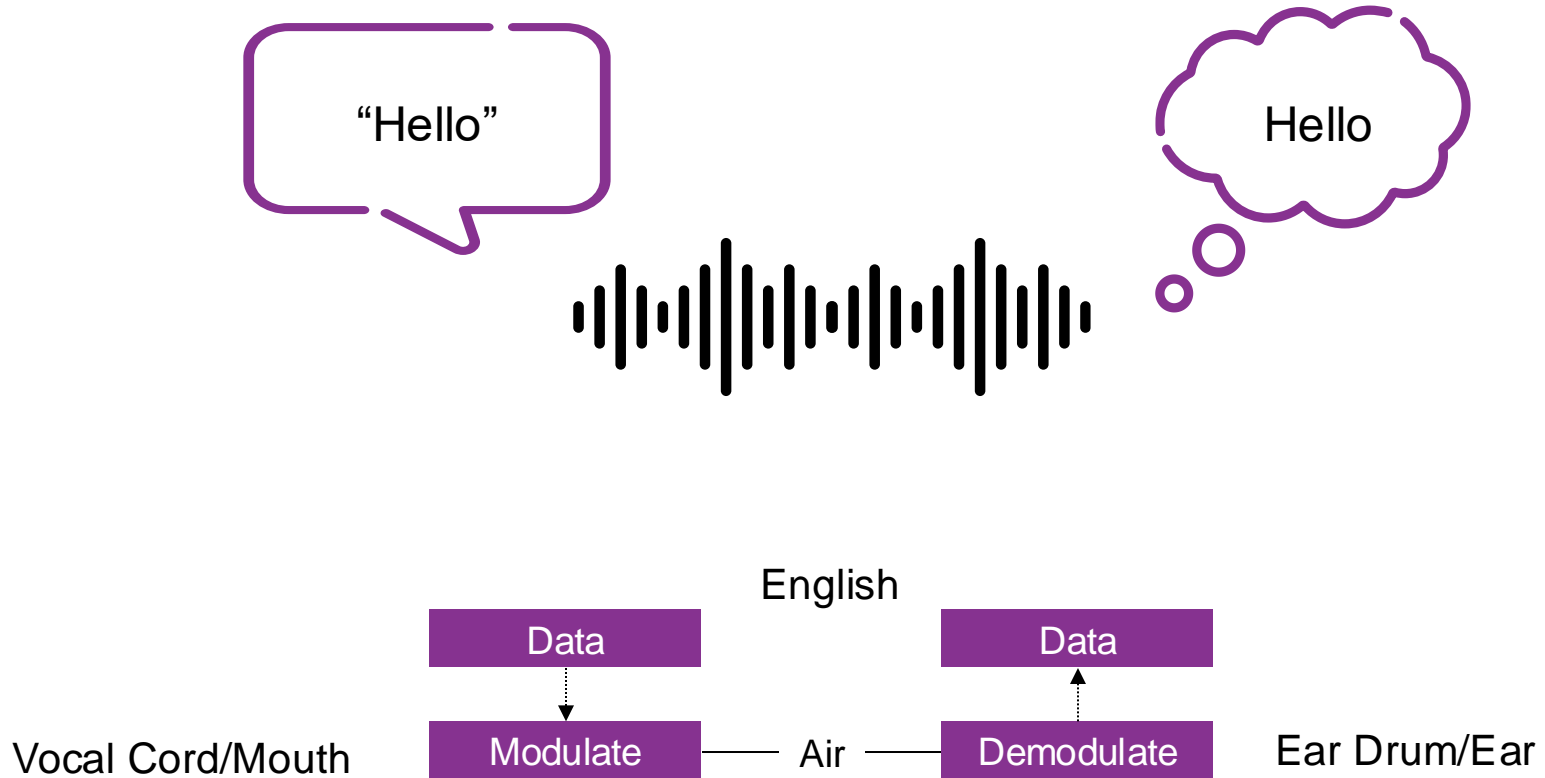 “Hello”
Hello
English
Data
Data
Vocal Cord/Mouth
Modulate
Air
Demodulate
Ear Drum/Ear